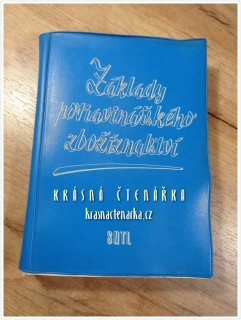 Základy
potravinářského
zbožíznalství
KRÁSNÁ ČTENÁŘKA
krasnactenarka.cz
SNTL